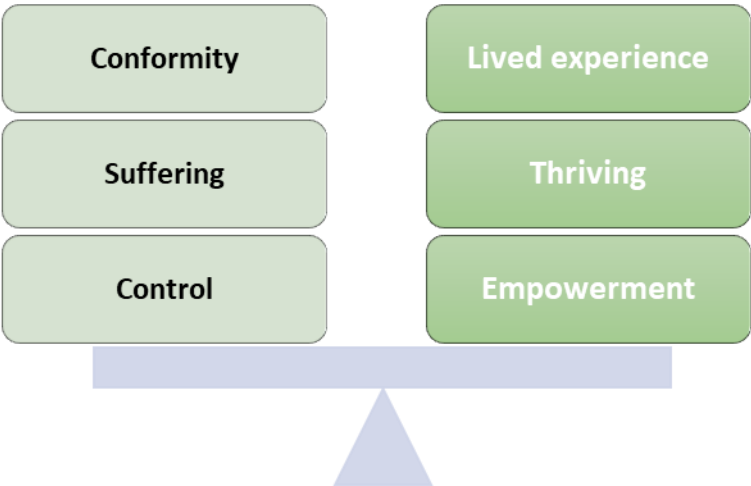 Conformity
Lived experience
Suffering
Thriving
Control
Empowerment